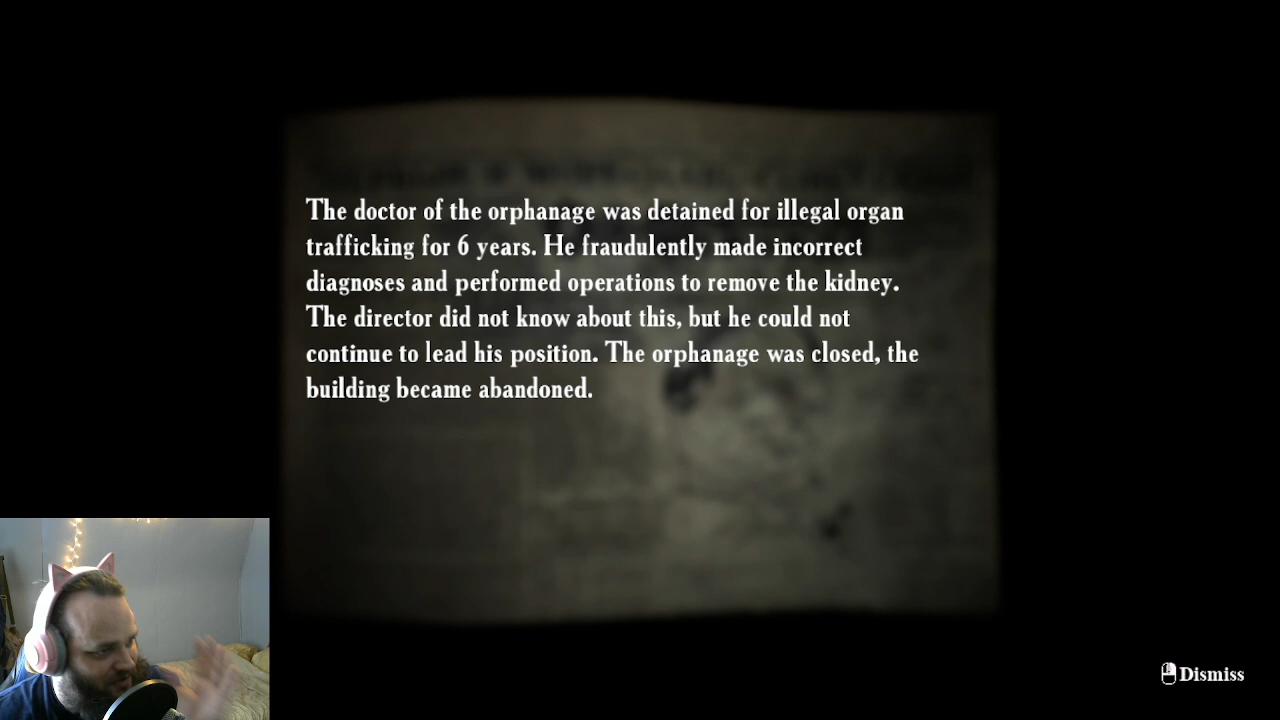 The doctor of the orphanage was detained for illegal organ
trafficking for 6 years. He fraudulently made incorrect
diagnoses and performed operations to remove the kidney.
The director did not know about this, but he could not
continue to lead his position. The orphanage was closed, the
building became abandoned.
Dismiss